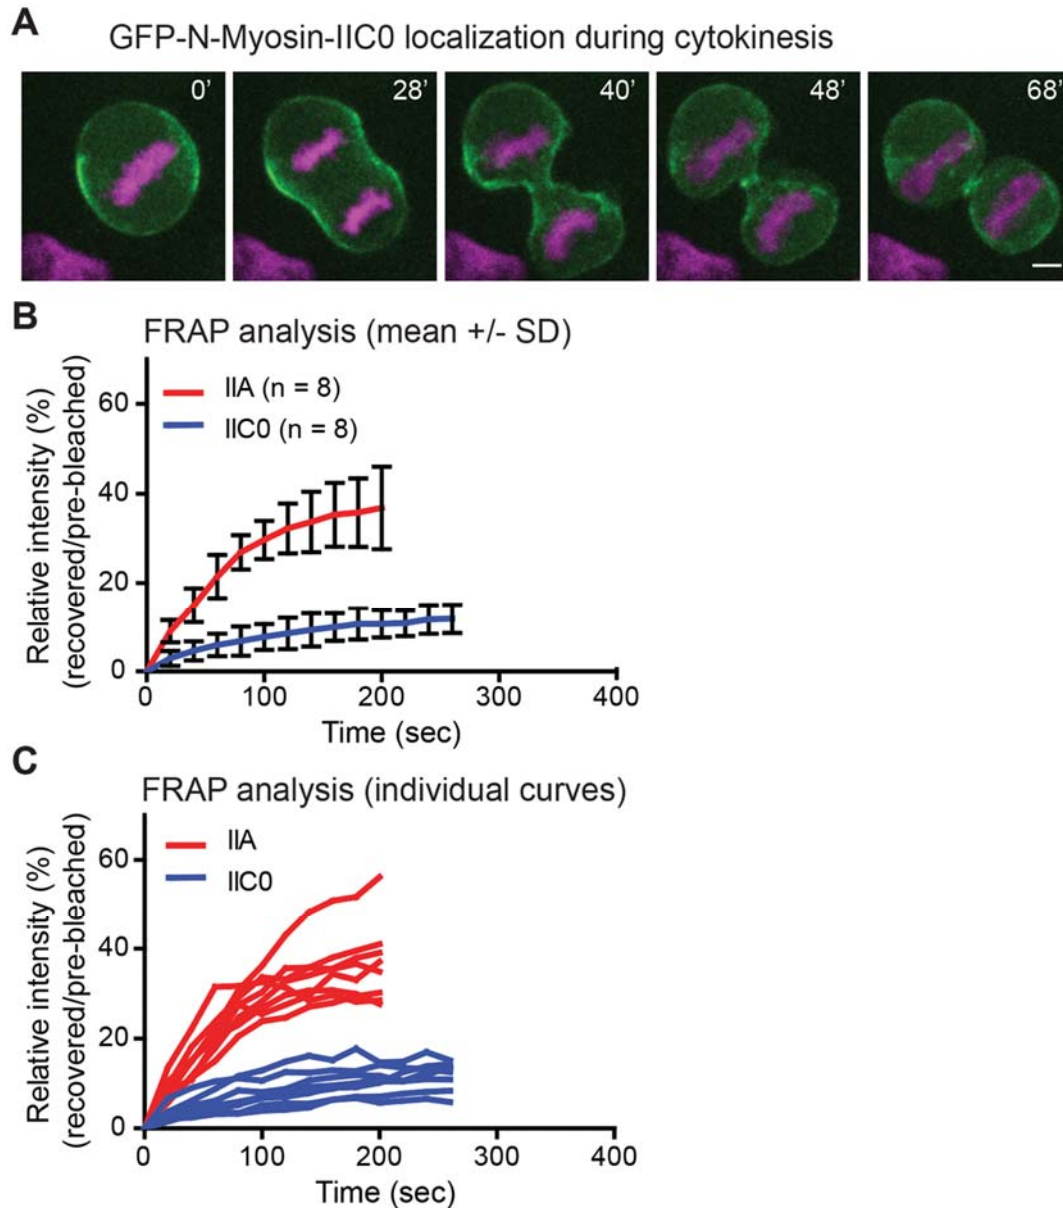 A
GFP-N-Myosin-IIC0 localization during cytokinesis
0’ 28’ 40’ 48’ 68’
B
FRAP analysis (mean +/- SD)
Relative intensity (%)
(recovered/pre-bleached)
IIA (n = 8)
IIC0 (n = 8)
60
40
20
0
0 100 200 300 400
Time (sec)
C
FRAP analysis (individual curves)
Relative intensity (%)
(recovered/pre-bleached)
IIA
IIC0
60
40
20
0
0 100 200 300 400
Time (sec)